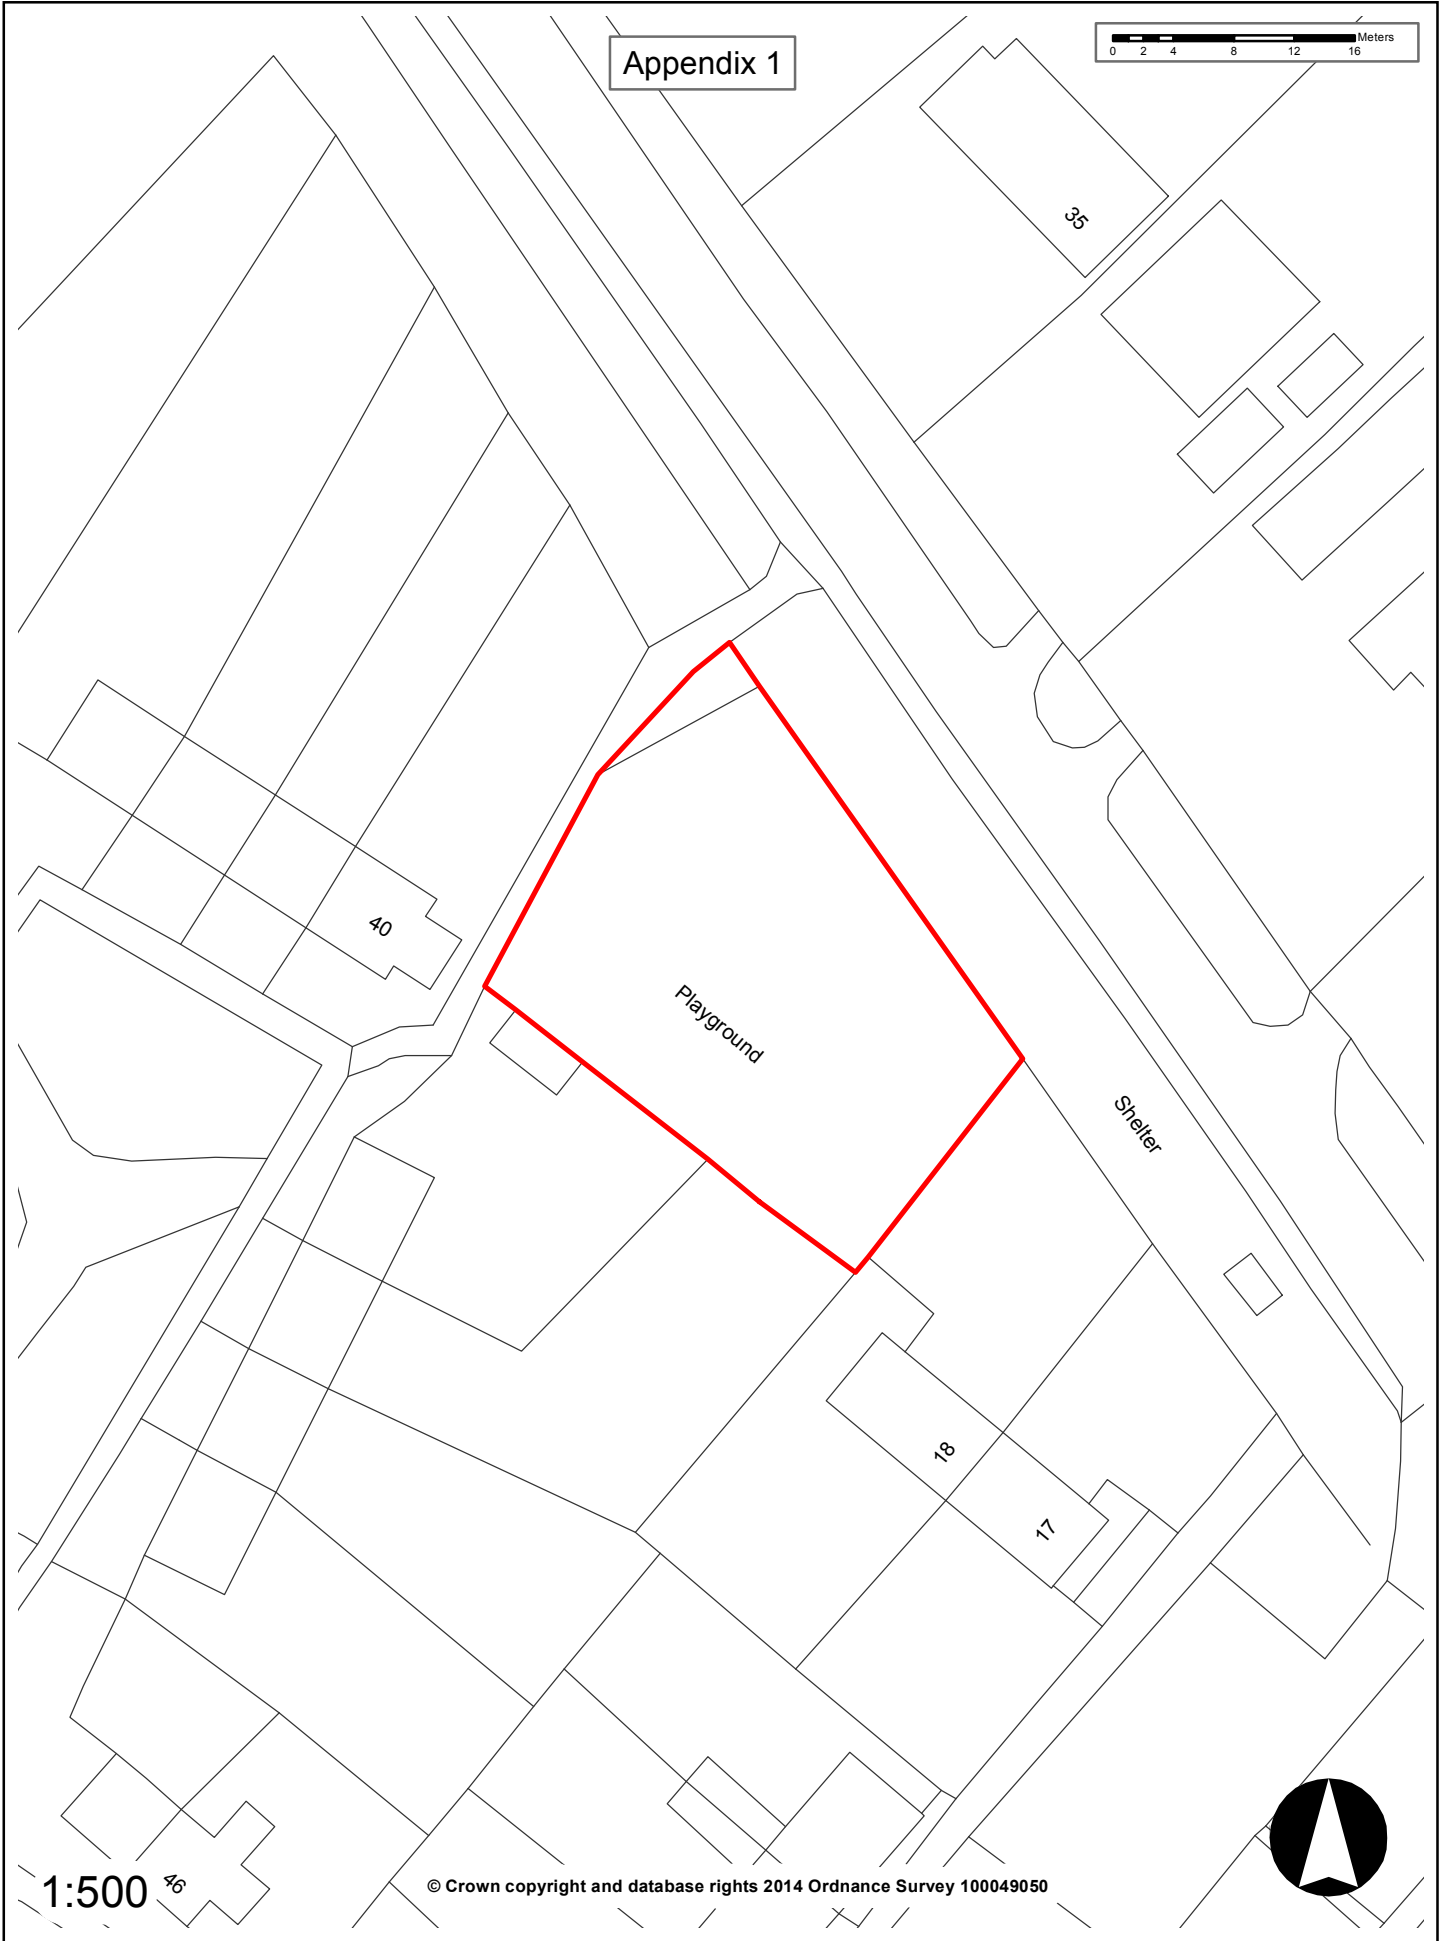 Appendix 1
Meters
0 2 4 8 12 16
35
40
Playground
Shelter
18
17
46
1:500
© Crown copyright and database rights 2014 Ordnance Survey 100049050